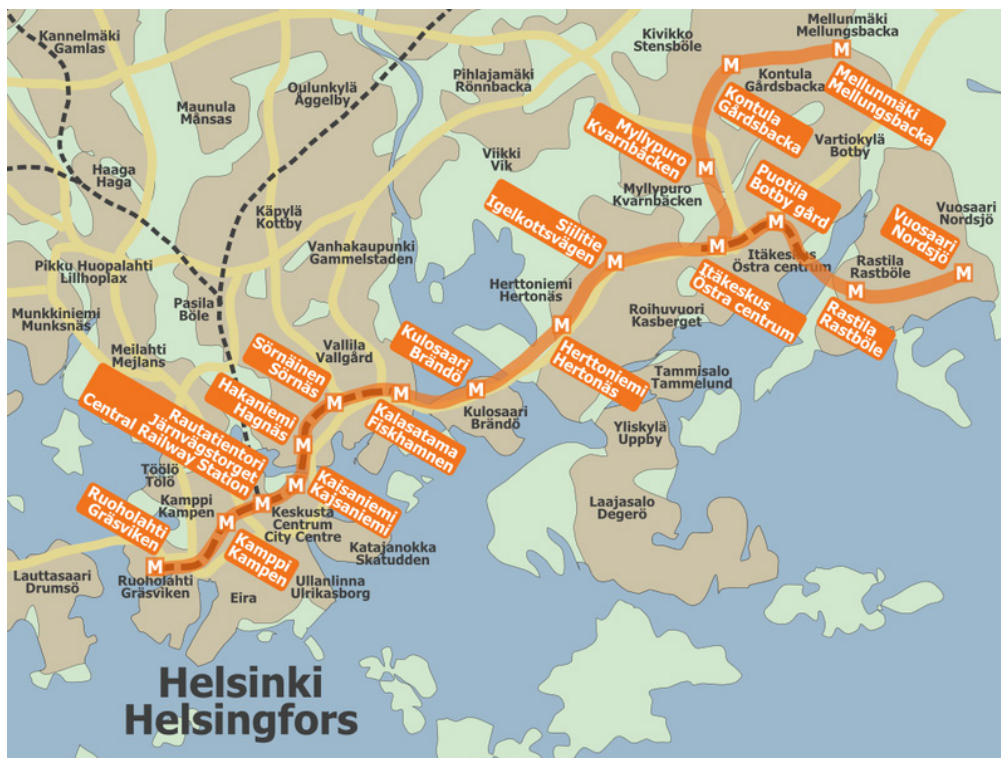 Kannelmäki
Gamlas
Maunula
Månsas
Oulunkylä
Åggelby
Pihlajamäki
Rönnbacka
Kivikko
Stensböle
Mellunmäki
Mellungsbacka
M
M
Kontula
Gårdsbacka
Mellunmäki
Mellungsbacka
Kontula
Gårdsbacka
Myllypuro
Kvarnbäcken
M
Vartiokylä
Botby
Haaga
Haga
Viikki
Vik
Myllypuro
Kvarnbäcken
Puotila
Botby gård
M
Käpylä
Kottby
Vanhakaupunki
Gammelstaden
Siilitie
Igelkottsvägen
M
M
Itäkeskus
Östra centrum
Itäkeskus
Östra centrum
Vuosaari
Nordsjö
Vuosaari
Nordsjö
M
Rastila
Rastböle
M
Rastila
Rastböle
Pikku Huopalahti
Lillhoplax
Pasila
Böle
Herttoniemi
Hertonäs
Roihuvuori
Kasberget
Munkkiniemi
Munksnäs
Meilahti
Mejlans
Vallila
Vallgård
Kulosaari
Brändö
M
Herttoniemi
Hertonäs
M
Tammisalo
Tammelund
Sörnäinen
Sörnäs
M
M
Kalasatama
Fiskhamnen
Kulosaari
Brändö
Yliskylä
Uppby
Hakaniemi
Hagnäs
M
Rautatientori
Järnvägstorget
Central Railway Station
M
Kaisaniemi
Kajsaniemi
M
Töölö
Tölö
Kamppi
Kampen
Keskusta
Centrum
City Centre
Laajasalo
Degerö
Ruoholahti
Gräsviken
M
Kamppi
Kampen
Katajanokka
Skatudden
M
Lauttasaari
Drumsö
Ruoholahti
Gräsviken
Eira
Ullanlinna
Ulrikasborg
Helsinki
Helsingfors